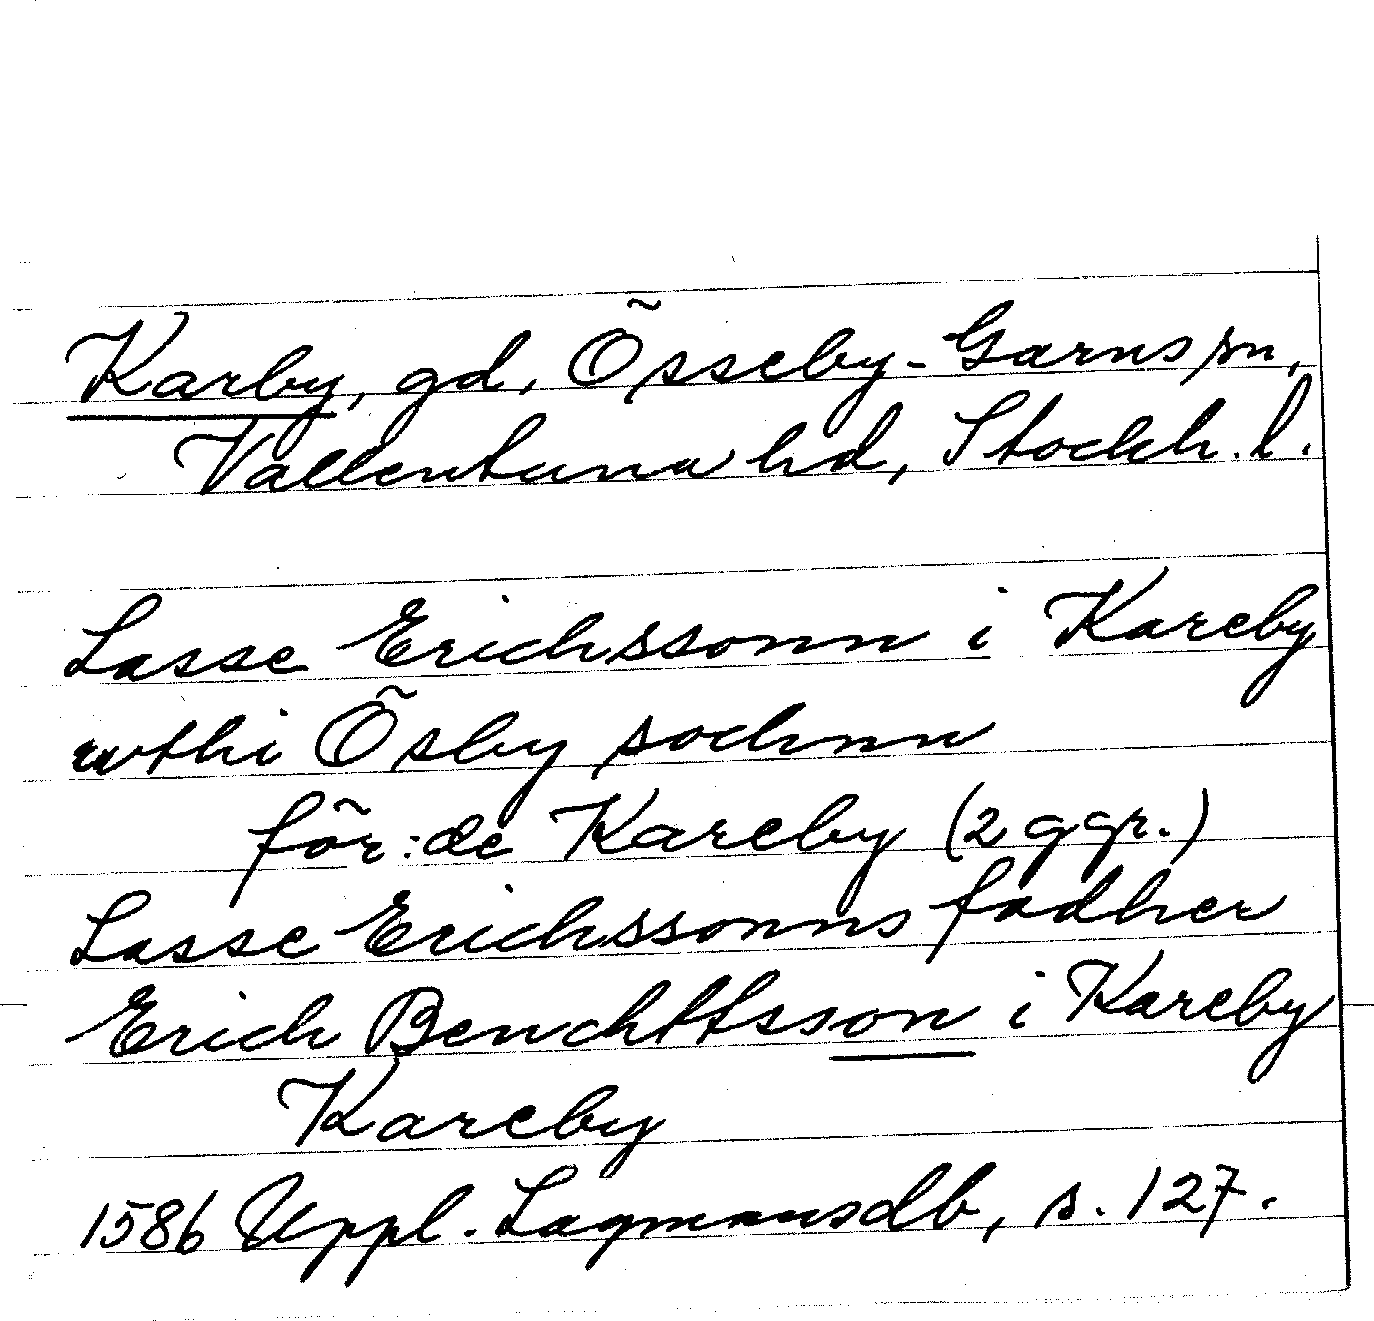 Karby, gd, Össeby-Garns sn,
Vallentuna hd, Stockh. l.
Lasse Erichssonn i Kareby
wthi Ösby sochnn
för: de Kareby (2 ggr.)
Lasse Erichssonns fadher
Erich Benchttsson i Kareby
Kareby
1586 Uppl. Lagmansdb, s. 127.